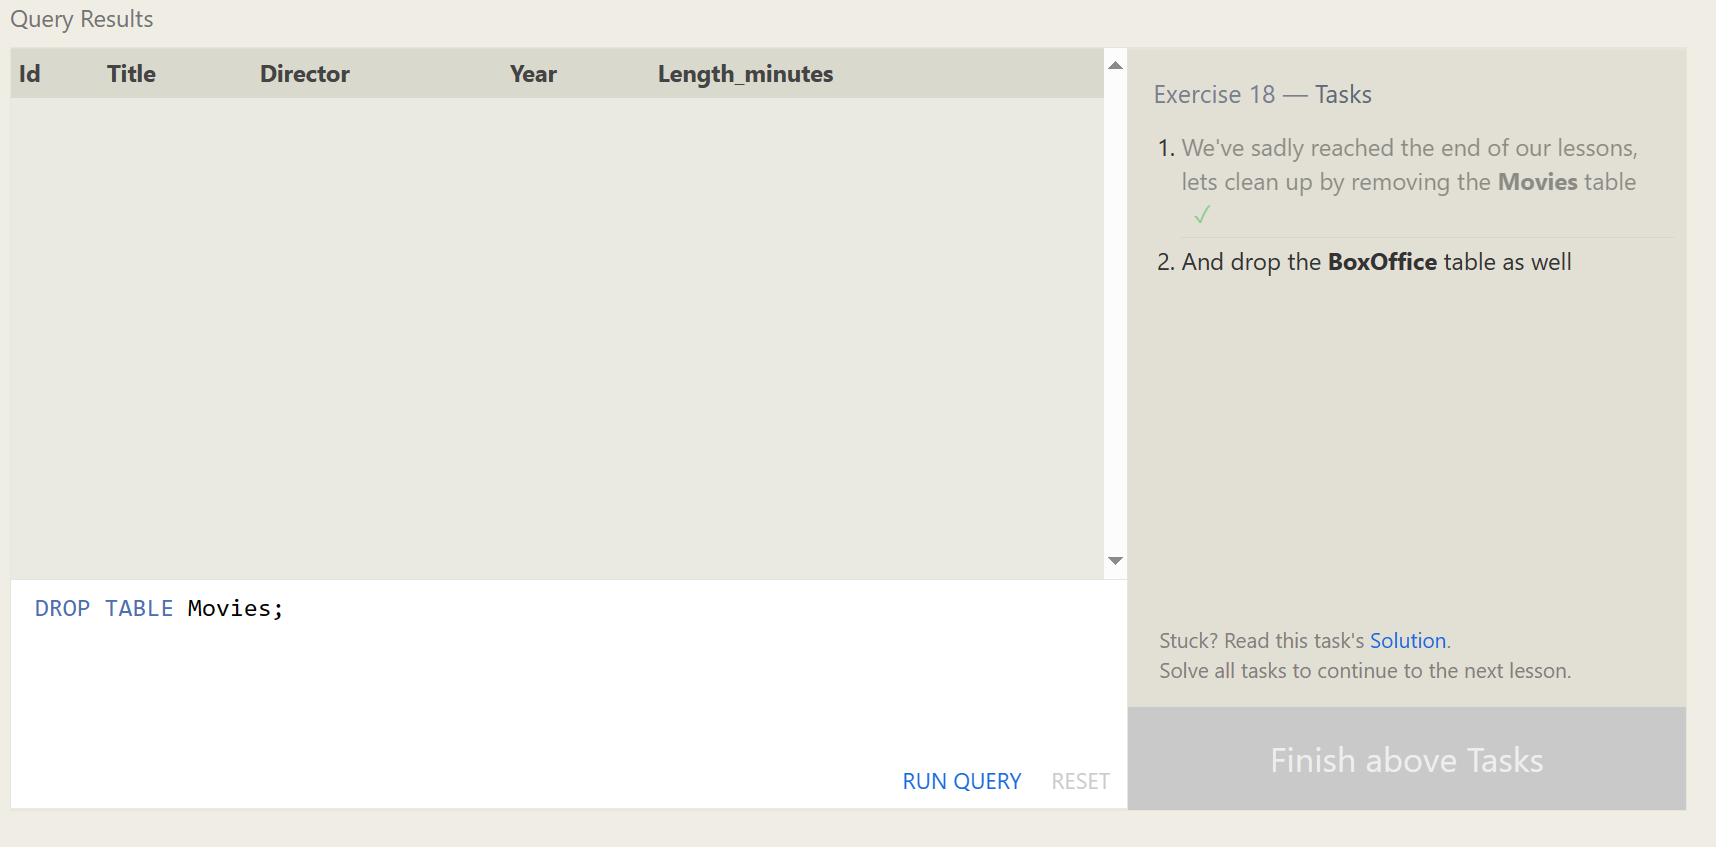 Query Results
Id Title Director Year Length_minutes
DROP TABLE Movies;
RUN QUERY RESET
Exercise 18 — Tasks
1. We've sadly reached the end of our lessons,
lets clean up by removing the Movies table
✓
2. And drop the BoxOffice table as well
Stuck? Read this task's Solution.
Solve all tasks to continue to the next lesson.
Finish above Tasks